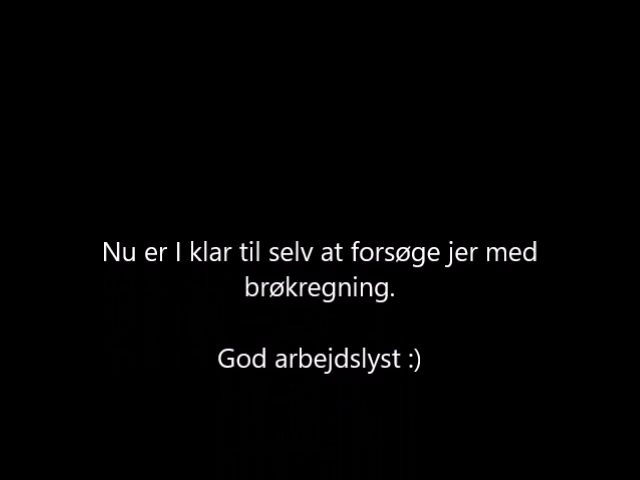 Nu er I klar til selv at forsøge jer med
brøkregning.
God arbejdslyst :)